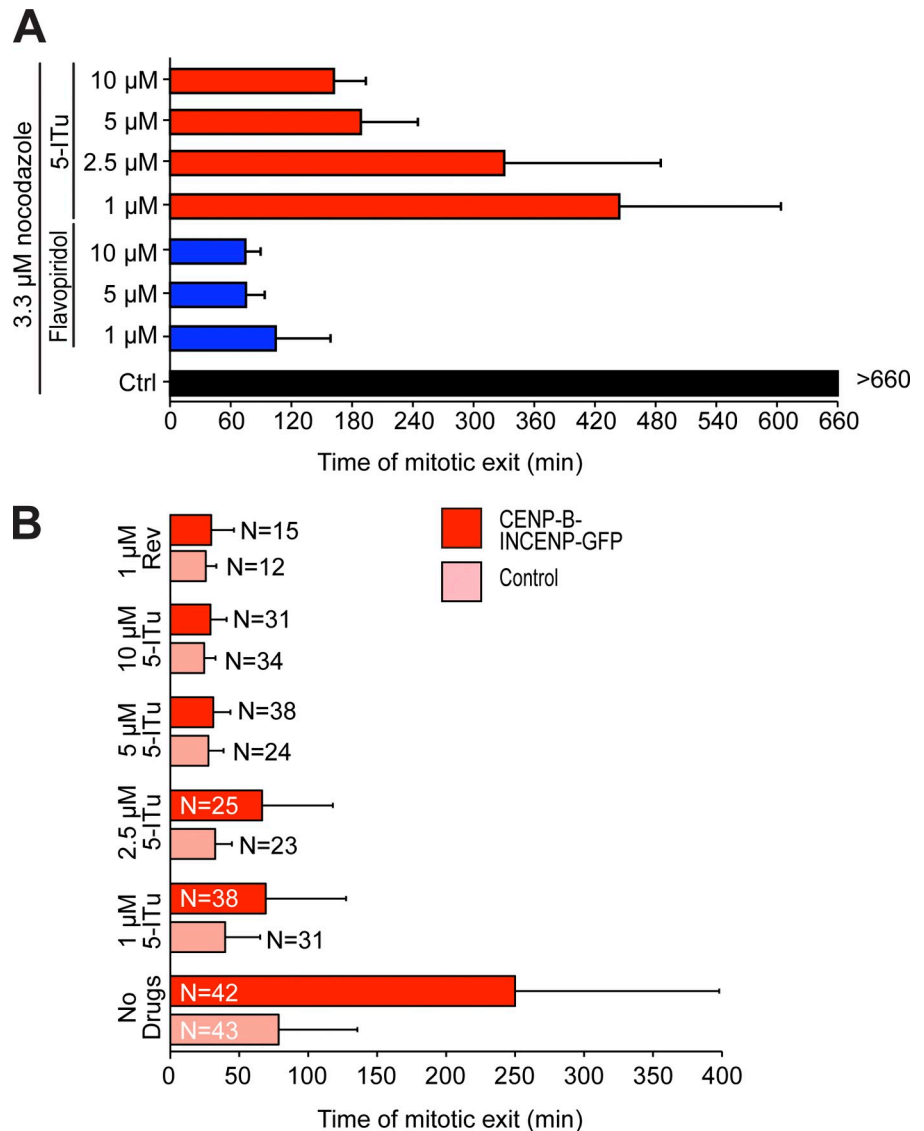 A
3.3 µM nocodazole
5-ITu
10 µM
5 µM
2.5 µM
1 µM
Flavopiridol
10 µM
5 µM
1 µM
Ctrl
>660
0 60 120 180 240 300 360 420 480 540 600 660
Time of mitotic exit (min)
B
CENP-B-
INCENP-GFP
Control
1 µM
Rev
N=15
N=12
10 µM
5-ITu
N=31
N=34
5 µM
5-ITu
N=38
N=24
2.5 µM
5-ITu
N=25
N=23
1 µM
5-ITu
N=38
N=31
No
Drugs
N=42
N=43
0 50 100 150 200 250 300 350 400
Time of mitotic exit (min)